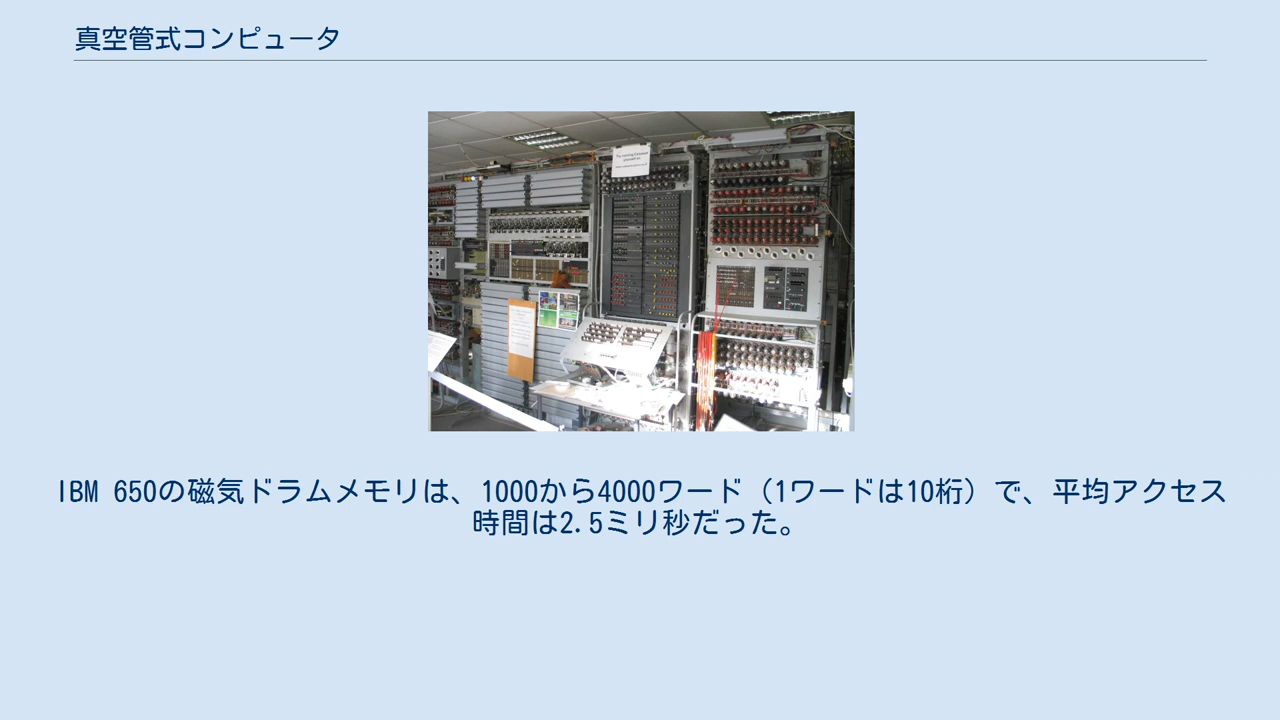 真空管式コンピュータ
IBM 650の磁気ドラムメモリは、1000から4000ワード（1ワードは10桁）で、平均アクセス
時間は2.5ミリ秒だった。